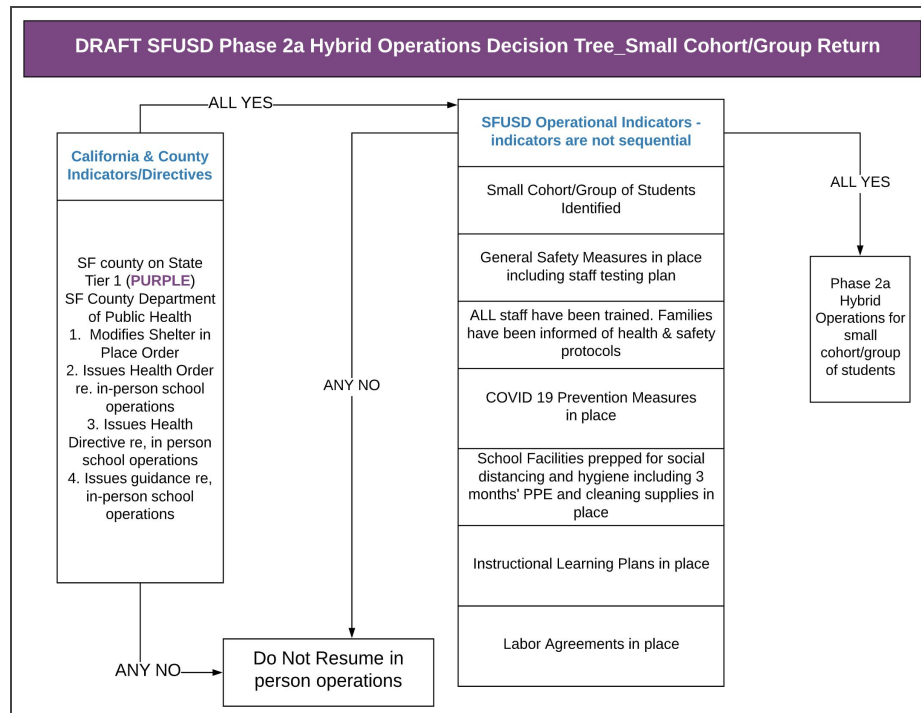 DRAFT SFUSD Phase 2a Hybrid Operations Decision Tree_Small Cohort/Group Return
ALL YES
California & County
Indicators/Directives
SF county on State
Tier 1 (PURPLE)
SF County Department
of Public Health
1. Modifies Shelter in
Place Order
2. Issues Health Order
re. in-person school
operations
3. Issues Health
Directive re, in person
school operations
4. Issues guidance re,
in-person school
operations
ANY NO
Do Not Resume in
person operations
ANY NO
SFUSD Operational Indicators -
indicators are not sequential
Small Cohort/Group of Students
Identified
General Safety Measures in place
including staff testing plan
ALL staff have been trained. Families
have been informed of health & safety
protocols
COVID 19 Prevention Measures
in place
School Facilities prepped for social
distancing and hygiene including 3
months' PPE and cleaning supplies in
place
Instructional Learning Plans in place
Labor Agreements in place
ALL YES
Phase 2a
Hybrid
Operations for
small
cohort/group
of students